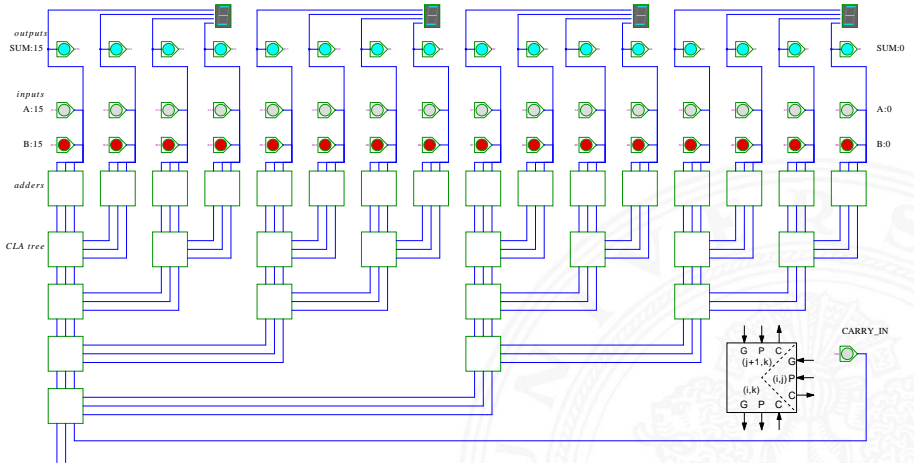 outputs
SUM:15 SUM:0
inputs
A:15 A:0
B:15 B:0
adders
CLA tree
CARRY_IN
G P C
(j+1,k) G
(i,j) P
(i,k) C
G P C